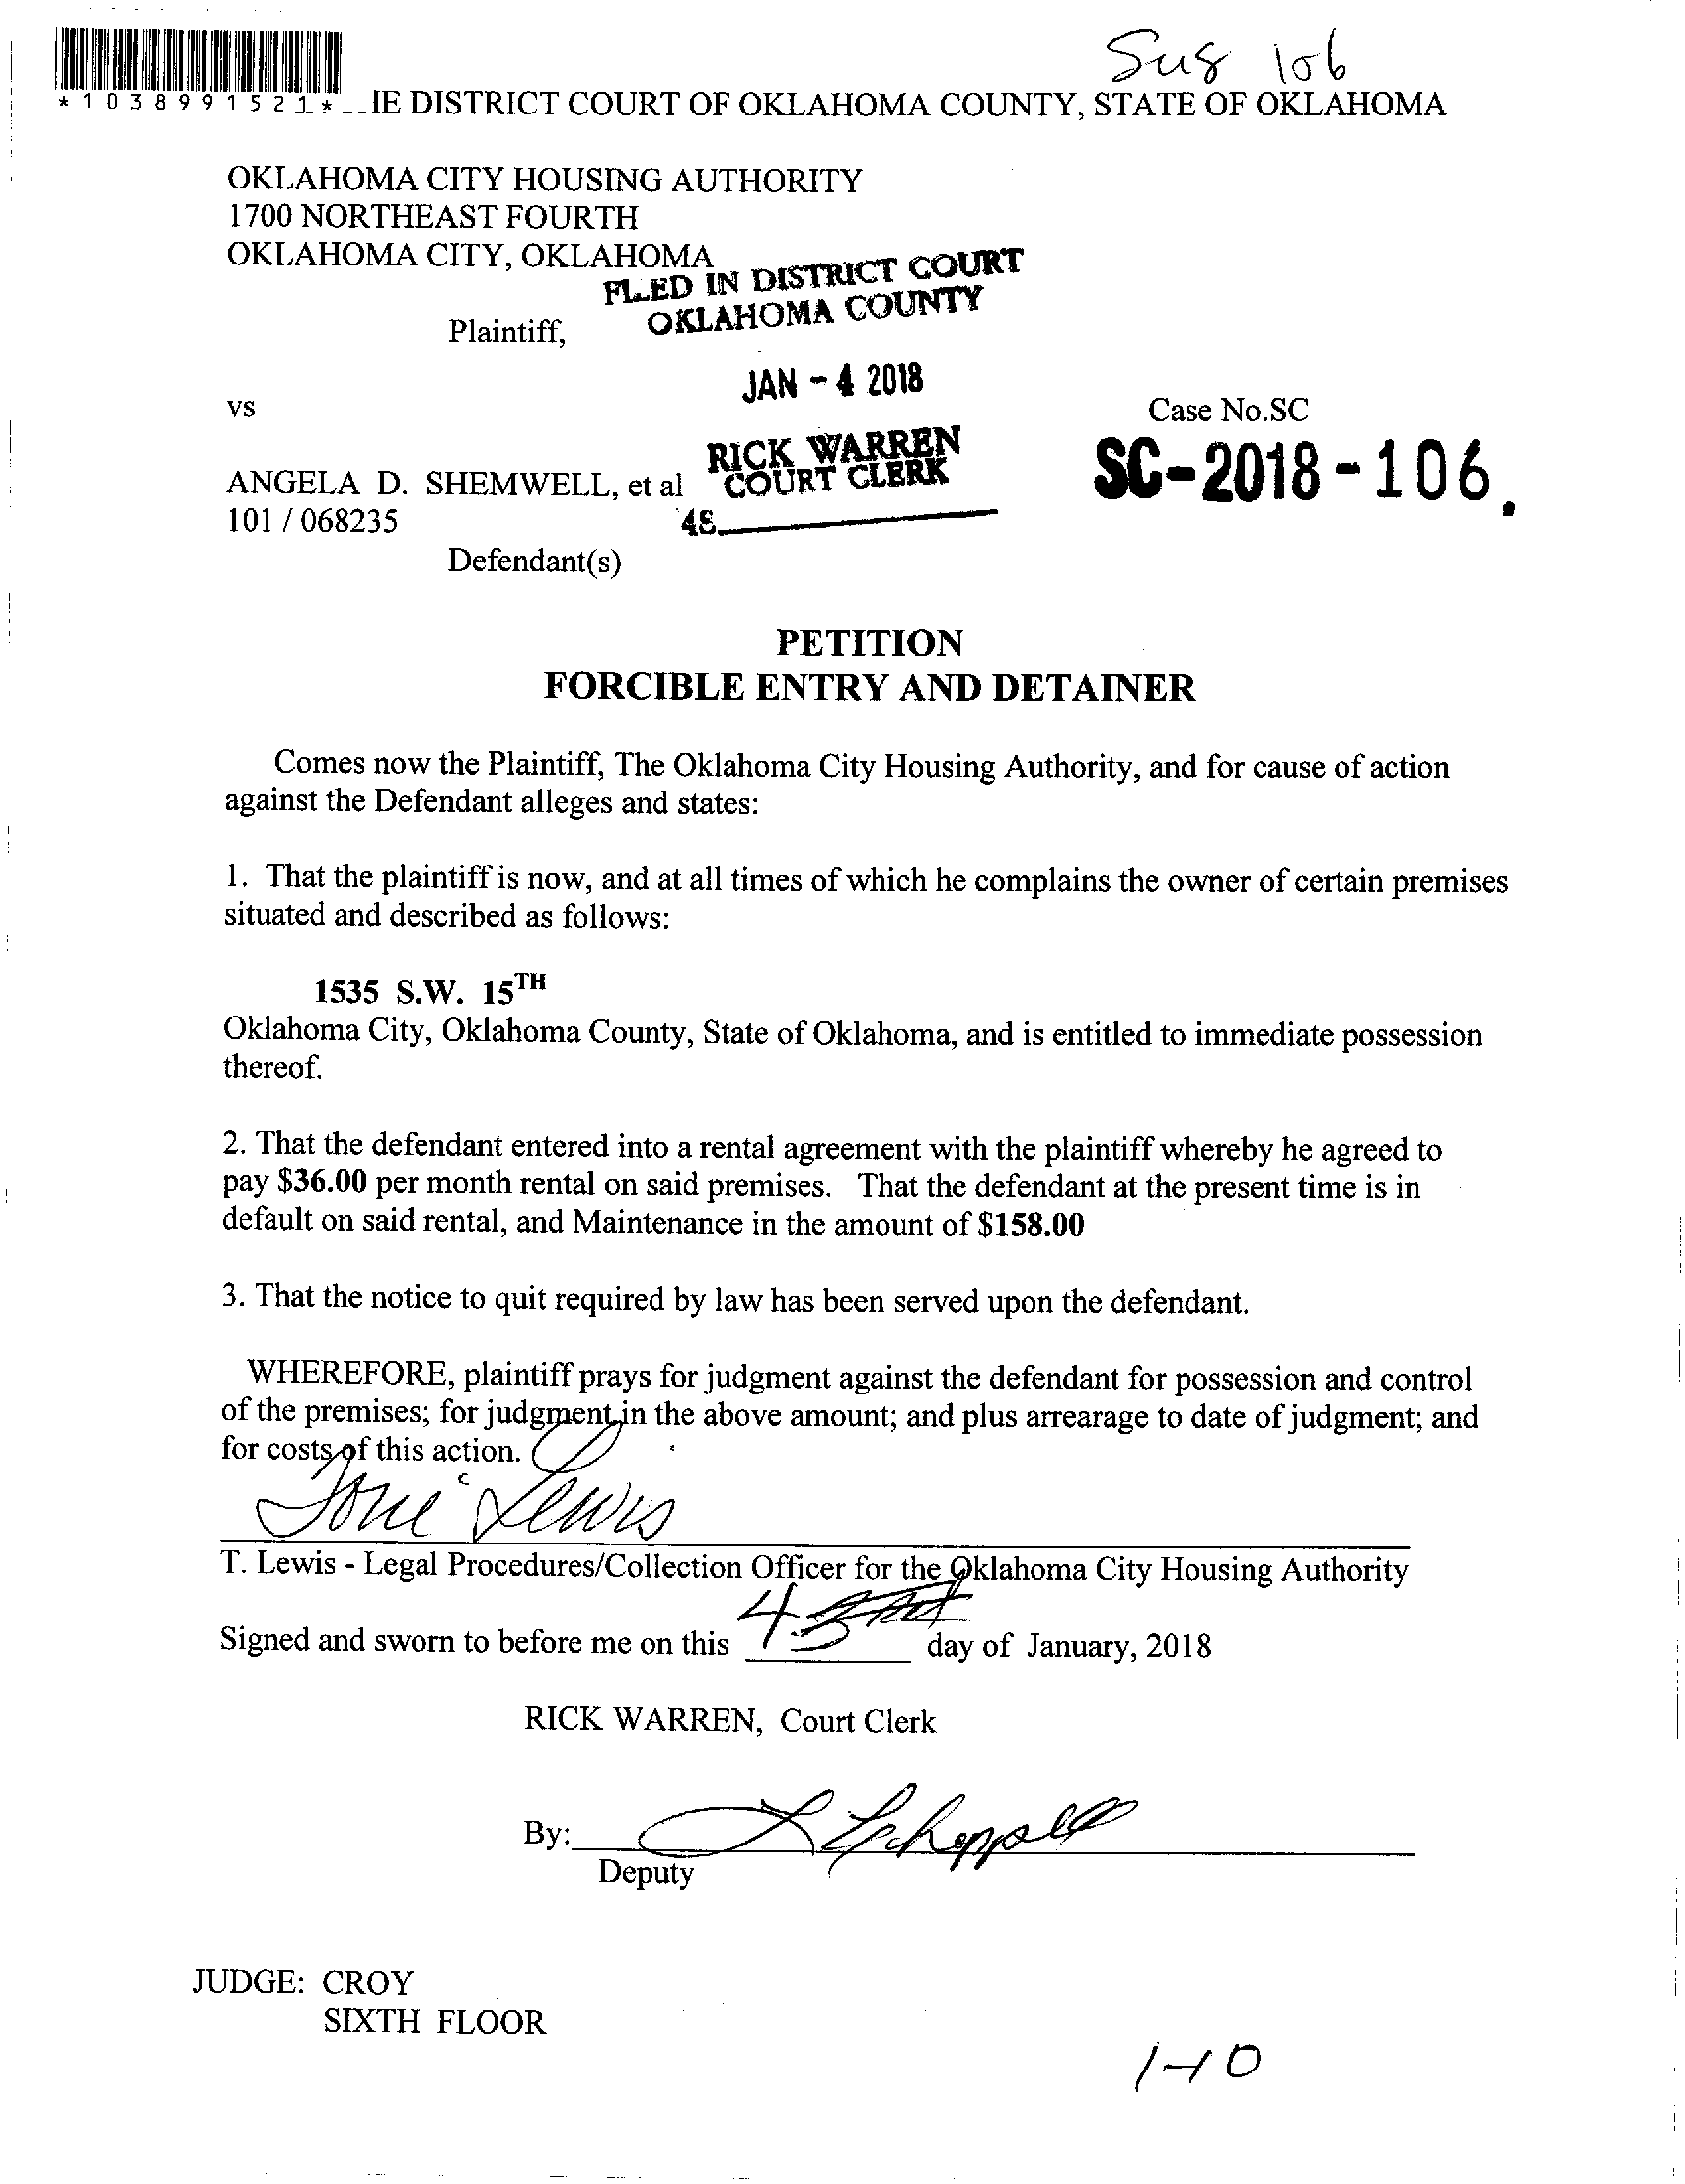 Sus 106
*1038991521*
IE DISTRICT COURT OF OKLAHOMA COUNTY, STATE OF OKLAHOMA
OKLAHOMA CITY HOUSING AUTHORITY
1700 NORTHEAST FOURTH
OKLAHOMA CITY, OKLAHOMA
FILED IN DISTRICT COURT
OKLAHOMA COUNTY
Plaintiff,
JAN - 4 2018
vs
Case No.SC
RICK WARREN
COURT CLERK
SC-2018-106.
ANGELA D. SHEMWELL, et al
101 / 068235
48
Defendant(s)
PETITION
FORCIBLE ENTRY AND DETAINER
Comes now the Plaintiff, The Oklahoma City Housing Authority, and for cause of action
against the Defendant alleges and states:
1. That the plaintiff is now, and at all times of which he complains the owner of certain premises
situated and described as follows:
1535 S.W. 15TH
Oklahoma City, Oklahoma County, State of Oklahoma, and is entitled to immediate possession
thereof.
2. That the defendant entered into a rental agreement with the plaintiff whereby he agreed to
pay $36.00 per month rental on said premises. That the defendant at the present time is in
default on said rental, and Maintenance in the amount of $158.00
3. That the notice to quit required by law has been served upon the defendant.
WHEREFORE, plaintiff prays for judgment against the defendant for possession and control
of the premises; for judgment in the above amount; and plus arrearage to date of judgment; and
for costs of this action.
Toni Lewis
T. Lewis - Legal Procedures/Collection Officer for the Oklahoma City Housing Authority
Signed and sworn to before me on this 4 day of January, 2018
RICK WARREN, Court Clerk
By:
Deputy
JUDGE: CROY
SIXTH FLOOR
1-10